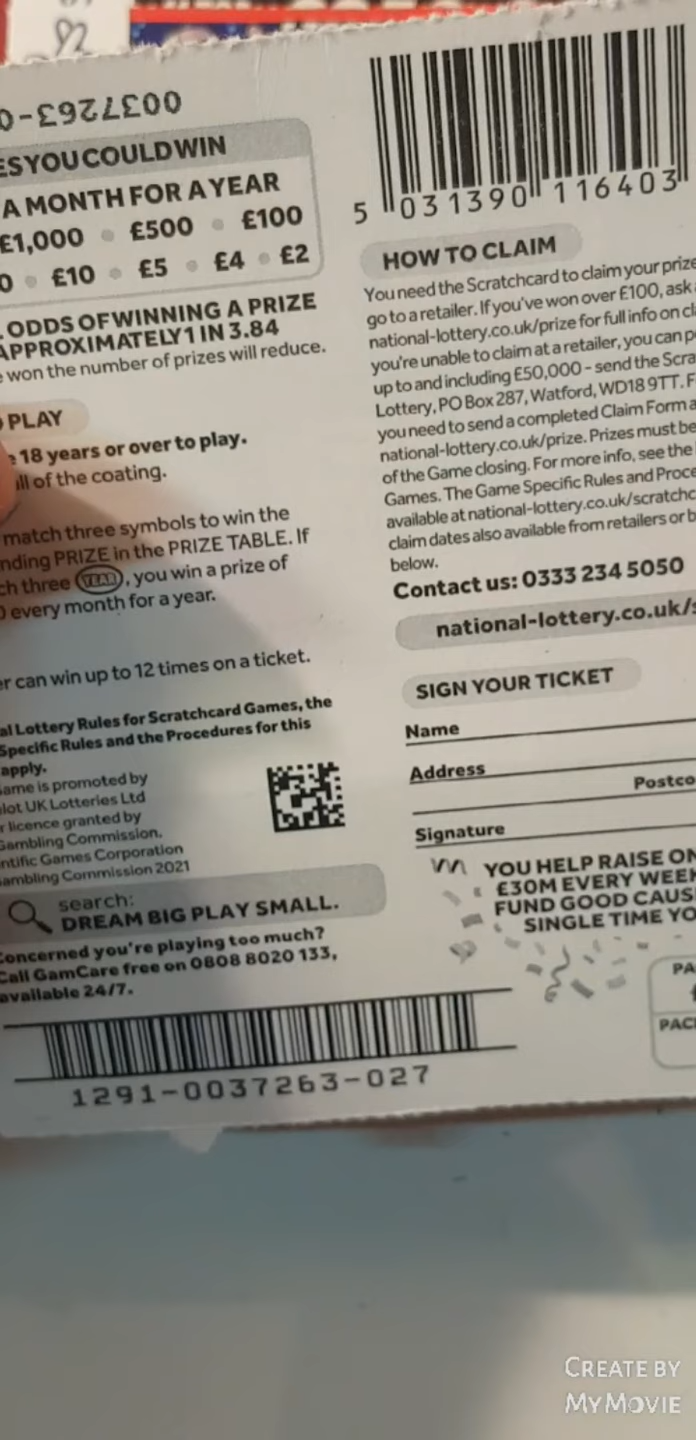 92
0037263-0
ES YOU COULD WIN
A MONTH FOR A YEAR
£1,000 • £500 • £100
0 • £10 • £5 • £4 • £2
ODDS OF WINNING A PRIZE
APPROXIMATELY 1 IN 3.84
won the number of prizes will reduce.
PLAY
18 years or over to play.
all of the coating.
match three symbols to win the
nding PRIZE in the PRIZE TABLE. If
ch three YEAR, you win a prize of
0 every month for a year.
er can win up to 12 times on a ticket.
al Lottery Rules for Scratchcard Games, the
Specific Rules and the Procedures for this
apply.
ame is promoted by
lot UK Lotteries Ltd
r licence granted by
Gambling Commission.
ntific Games Corporation
ambling Commission 2021
search:
DREAM BIG PLAY SMALL.
Concerned you're playing too much?
Call GamCare free on 0808 8020 133,
available 24/7.
1291-0037263-027
5 031390 116403
HOW TO CLAIM
You need the Scratchcard to claim your prize
go to a retailer. If you've won over £100, ask
national-lottery.co.uk/prize for full info on cl
you're unable to claim at a retailer, you can p
up to and including £50,000 - send the Scra
Lottery, PO Box 287, Watford, WD18 9TT. F
you need to send a completed Claim Form a
national-lottery.co.uk/prize. Prizes must be
of the Game closing. For more info, see the
Games. The Game Specific Rules and Proce
available at national-lottery.co.uk/scratchc
claim dates also available from retailers or b
below.
Contact us: 0333 234 5050
national-lottery.co.uk/s
SIGN YOUR TICKET
Name
Address
Postco
Signature
YOU HELP RAISE ON
£30M EVERY WEEK
FUND GOOD CAUS
SINGLE TIME YO
PA
£
PACK
CREATE BY
MYMOVIE